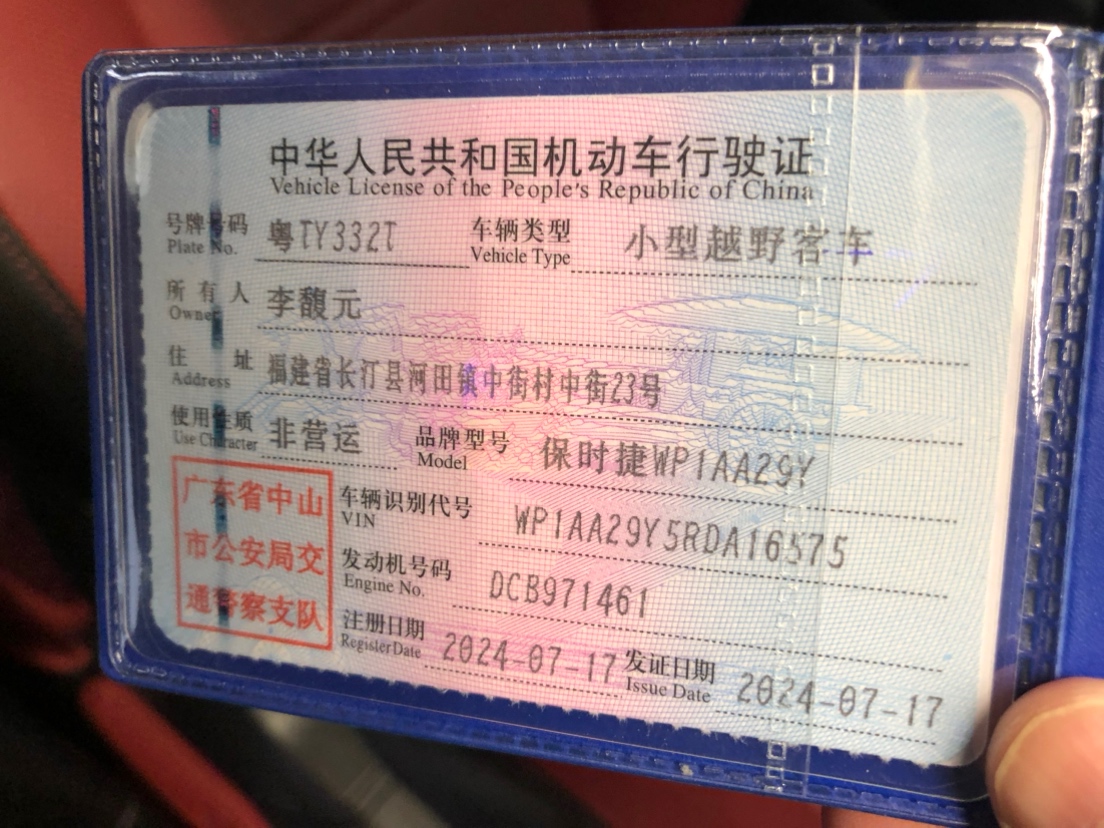 中华人民共和国机动车行驶证
Vehicle License of the People's Republic of China
号牌号码 粤TY332T 车辆类型 小型越野客车
Plate No. Vehicle Type
所有人 李馥元
Owner
住址 福建省长汀县河田镇中街村中街23号
Address
使用性质 非营运 品牌型号 保时捷WP1AA29Y
Use Character Model
广东省中山
市公安局交
通警察支队
车辆识别代号 WP1AA29Y5RDA16575
VIN
发动机号码 DCB971461
Engine No.
注册日期 2024-07-17 发证日期 2024-07-17
Register Date Issue Date